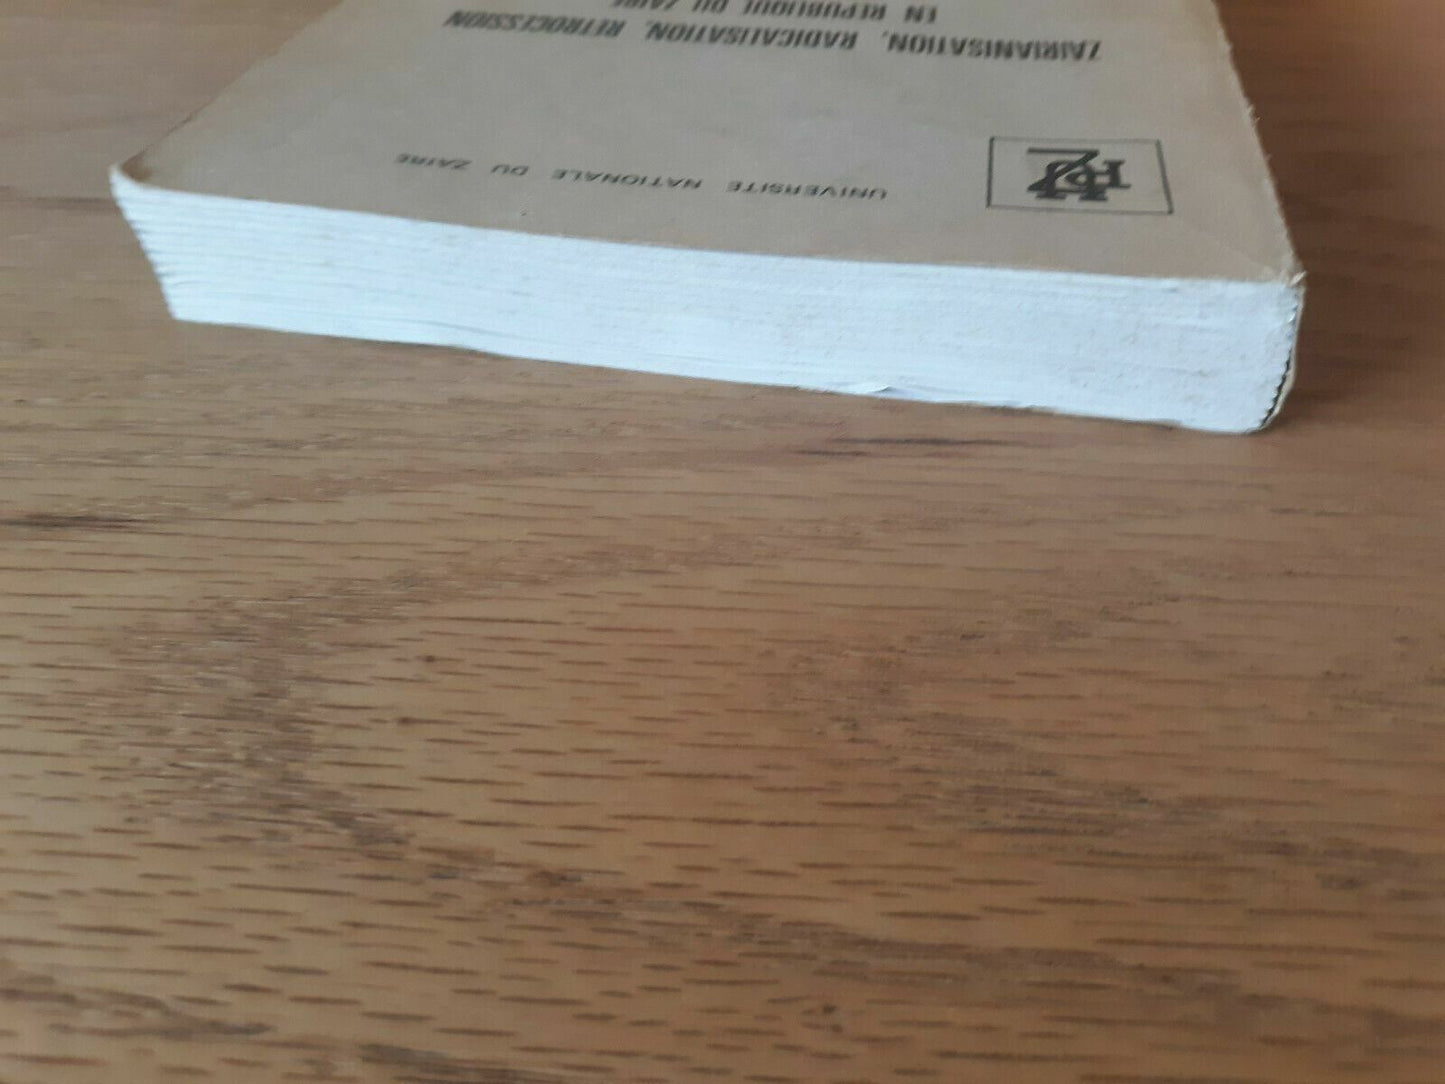 UNIVERSITE NATIONALE DU ZAIRE
ZAIRIANISATION, RADICALISATION, RETROCESSION
EN REPUBLIQUE DU ZAIRE